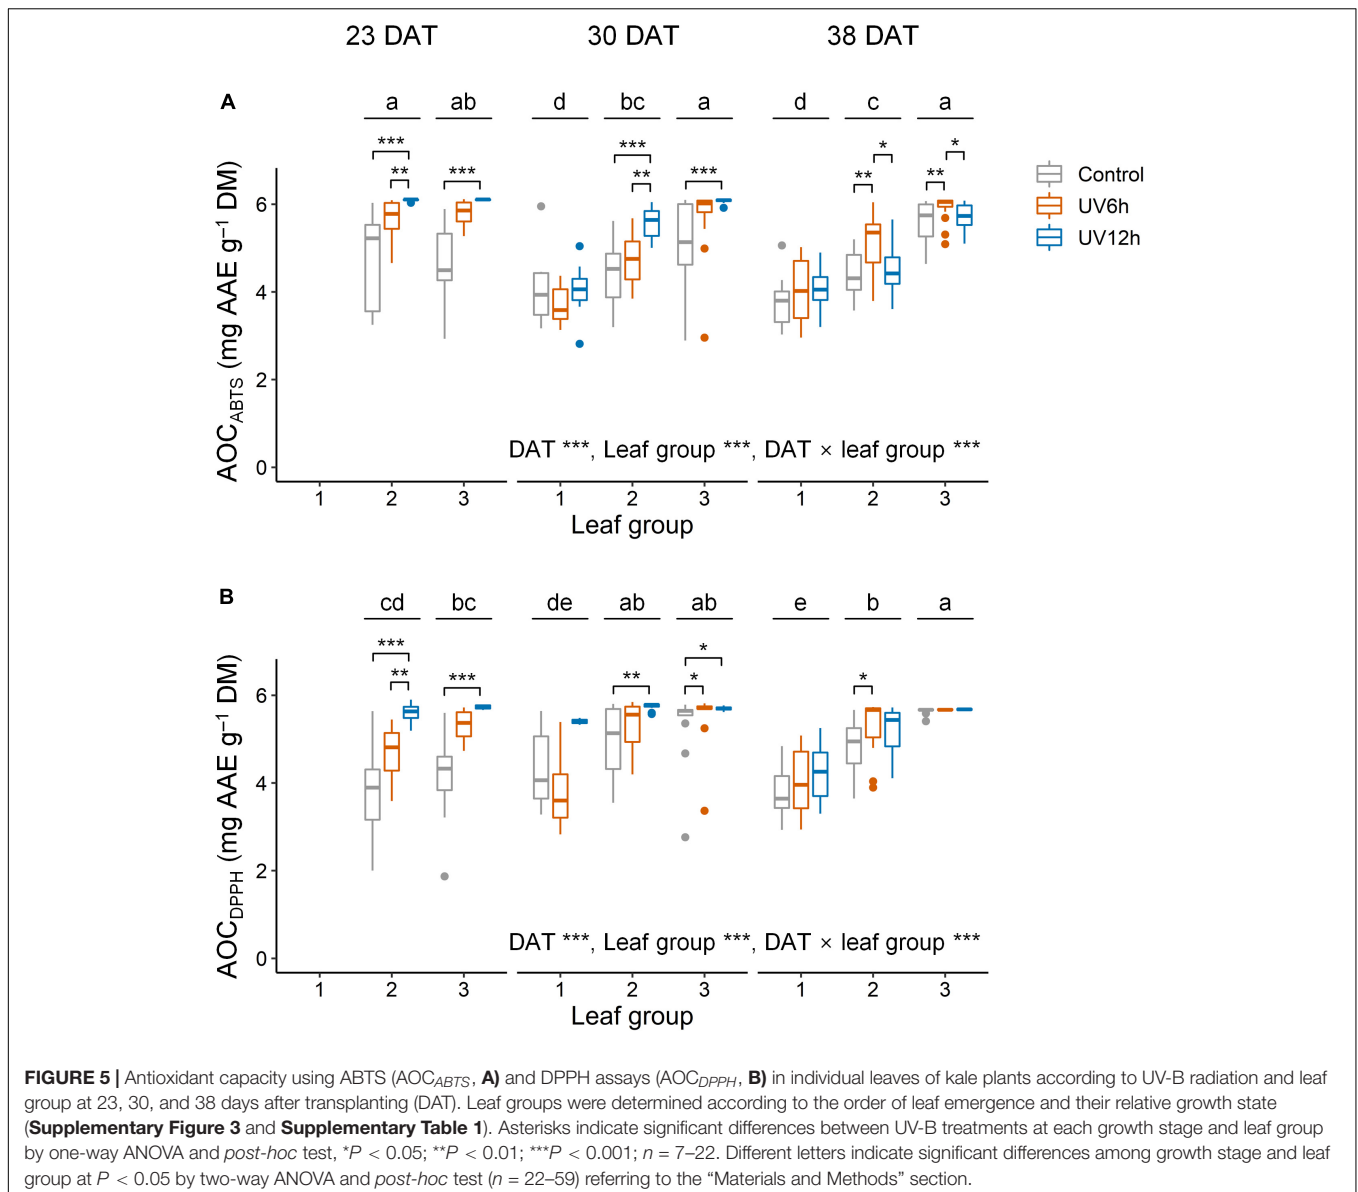 23 DAT 30 DAT 38 DAT
A
a ab d bc a d c a
*** ** *** *** ** *** ** * ** *
6
4
2
0
AOC_ABTS (mg AAE g⁻¹ DM)
Control
UV6h
UV12h
DAT ***, Leaf group ***, DAT × leaf group ***
1 2 3 1 2 3 1 2 3
Leaf group
B
cd bc de ab ab e b a
*** ** *** ** * * *
6
4
2
0
AOC_DPPH (mg AAE g⁻¹ DM)
DAT ***, Leaf group ***, DAT × leaf group ***
1 2 3 1 2 3 1 2 3
Leaf group
FIGURE 5 | Antioxidant capacity using ABTS (AOC_ABTS, A) and DPPH assays (AOC_DPPH, B) in individual leaves of kale plants according to UV-B radiation and leaf
group at 23, 30, and 38 days after transplanting (DAT). Leaf groups were determined according to the order of leaf emergence and their relative growth state
(Supplementary Figure 3 and Supplementary Table 1). Asterisks indicate significant differences between UV-B treatments at each growth stage and leaf group
by one-way ANOVA and post-hoc test, *P < 0.05; **P < 0.01; ***P < 0.001; n = 7–22. Different letters indicate significant differences among growth stage and leaf
group at P < 0.05 by two-way ANOVA and post-hoc test (n = 22–59) referring to the “Materials and Methods” section.